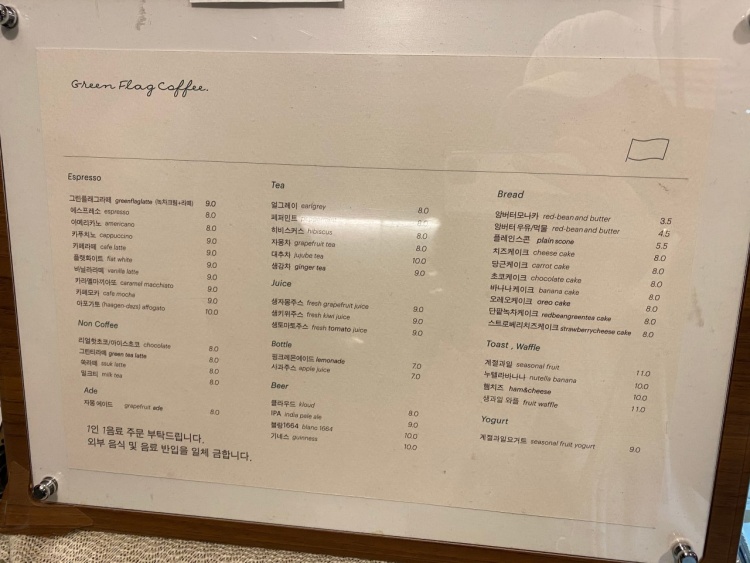 Green Flag Coffee.
Espresso
그린플래그라떼 greenflaglatte (녹차크림+라떼) 9.0
에스프레소 espresso 8.0
아메리카노 americano 8.0
카푸치노 cappuccino 9.0
카페라떼 cafe latte 9.0
플랫화이트 flat white 9.0
바닐라라떼 vanilla latte 9.0
카라멜마끼아또 caramel macchiato 9.0
카페모카 cafe mocha 9.0
아포가토 (haagen-dazs) affogato 10.0
Non Coffee
리얼핫초코/아이스초코 chocolate 8.0
그린티라떼 green tea latte 8.0
쑥라떼 ssuk latte 8.0
밀크티 milk tea 8.0
Ade
자몽 에이드 grapefruit ade 8.0
1인 1음료 주문 부탁드립니다.
외부 음식 및 음료 반입을 일체 금합니다.
Tea
얼그레이 earlgrey 8.0
페퍼민트 8.0
히비스커스 hibiscus 8.0
자몽차 grapefruit tea 8.0
대추차 jujube tea 10.0
생강차 ginger tea 9.0
Juice
생자몽주스 fresh grapefruit juice 9.0
생키위주스 fresh kiwi juice 9.0
생토마토주스 fresh tomato juice 9.0
Bottle
핑크레몬에이드 lemonade 7.0
사과주스 apple juice 7.0
Beer
클라우드 kloud 8.0
IPA india pale ale 9.0
블랑1664 blanc 1664 10.0
기네스 guinness 10.0
Bread
앙버터모나카 red-bean and butter 3.5
앙버터 우유/먹물 red-bean and butter 4.5
플레인스콘 plain scone 5.5
치즈케이크 cheese cake 8.0
당근케이크 carrot cake 8.0
초코케이크 chocolate cake 8.0
바나나케이크 banana cake 8.0
오레오케이크 oreo cake 8.0
단팥녹차케이크 redbeangreentea cake 8.0
스트로베리치즈케이크 strawberrycheese cake 8.0
Toast , Waffle
계절과일 seasonal fruit 11.0
누텔라바나나 nutella banana 10.0
햄치즈 ham&cheese 10.0
생과일 와플 fruit waffle 11.0
Yogurt
계절과일요거트 seasonal fruit yogurt 9.0